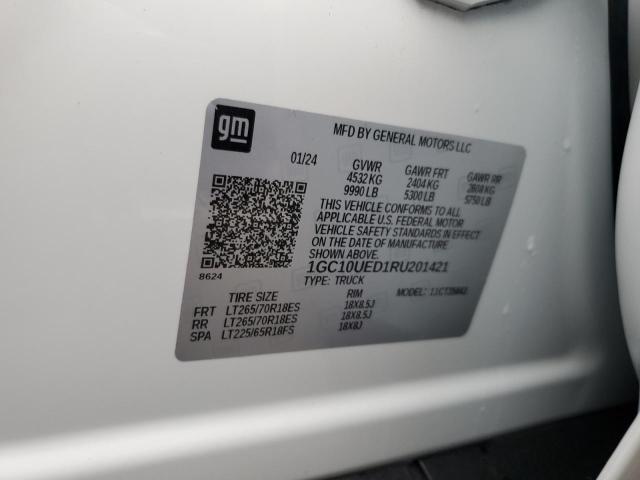 gm
MFD BY GENERAL MOTORS LLC
01/24 GVWR GAWR FRT GAWR RR
4532 KG 2404 KG 2608 KG
9990 LB 5300 LB 5750 LB
THIS VEHICLE CONFORMS TO ALL
APPLICABLE U.S. FEDERAL MOTOR
VEHICLE SAFETY STANDARDS IN
EFFECT ON THE DATE OF
MANUFACTURE SHOWN ABOVE.
8624 1GC10UED1RU201421
TYPE: TRUCK MODEL:
TIRE SIZE RIM
FRT LT265/70R18ES 18X8.5J
RR LT265/70R18ES 18X8.5J
SPA LT225/65R18FS 18X8J